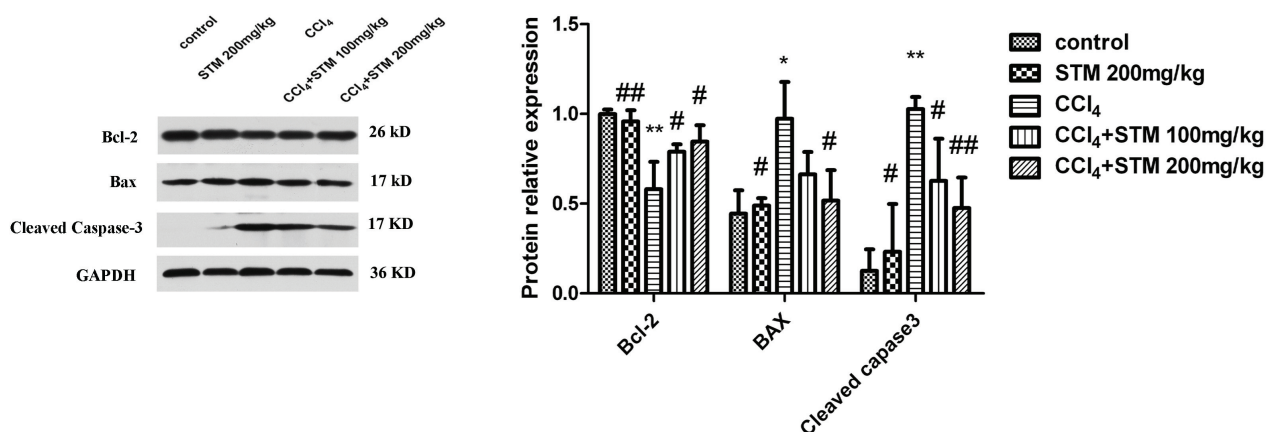 control
STM 200mg/kg
CCl₄
CCl₄+STM 100mg/kg
CCl₄+STM 200mg/kg
Bcl-2
26 kD
Bax
17 kD
Cleaved Caspase-3
17 KD
GAPDH
36 KD
Protein relative expression
1.5
1.0
0.5
0.0
## ** # #
# * #
# ** # ##
Bcl-2
BAX
Cleaved capase3
control
STM 200mg/kg
CCl₄
CCl₄+STM 100mg/kg
CCl₄+STM 200mg/kg